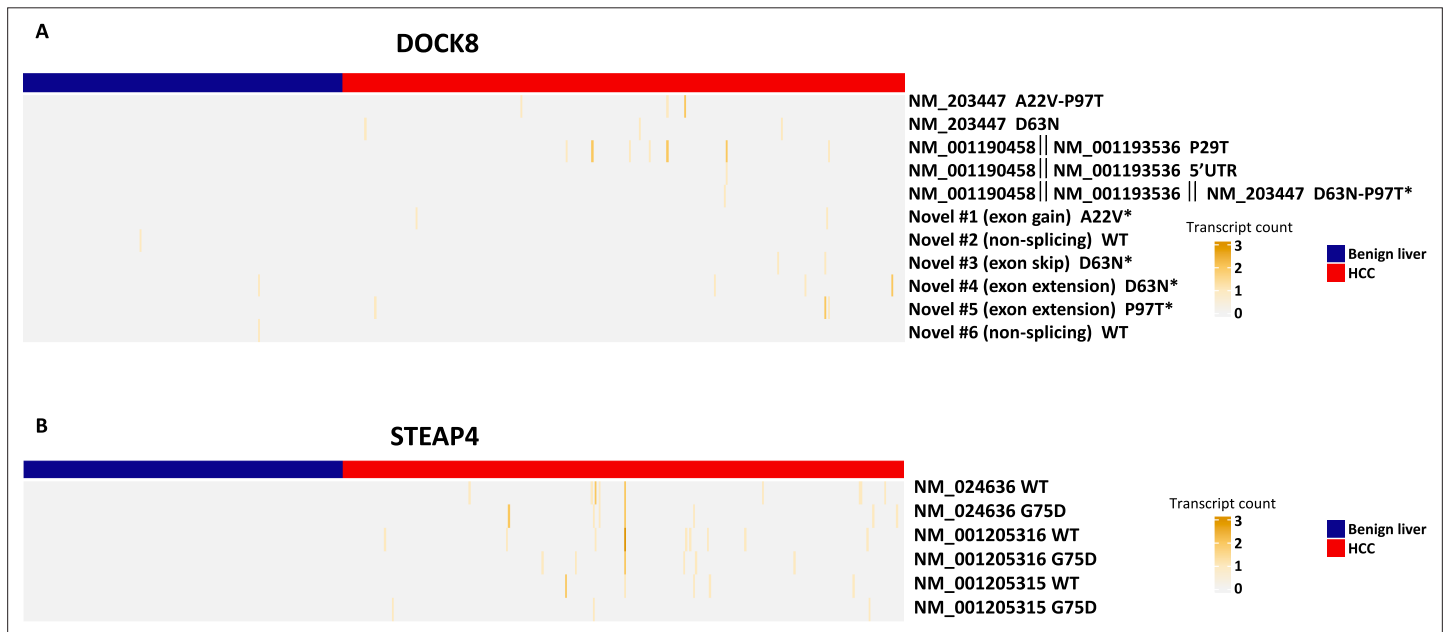 A
DOCK8
NM_203447 A22V-P97T
NM_203447 D63N
NM_001190458|| NM_001193536 P29T
NM_001190458|| NM_001193536 5’UTR
NM_001190458|| NM_001193536 || NM_203447 D63N-P97T*
Novel #1 (exon gain) A22V*
Novel #2 (non-splicing) WT
Novel #3 (exon skip) D63N*
Novel #4 (exon extension) D63N*
Novel #5 (exon extension) P97T*
Novel #6 (non-splicing) WT
Transcript count
3
2
1
0
Benign liver
HCC
B
STEAP4
NM_024636 WT
NM_024636 G75D
NM_001205316 WT
NM_001205316 G75D
NM_001205315 WT
NM_001205315 G75D
Transcript count
3
2
1
0
Benign liver
HCC